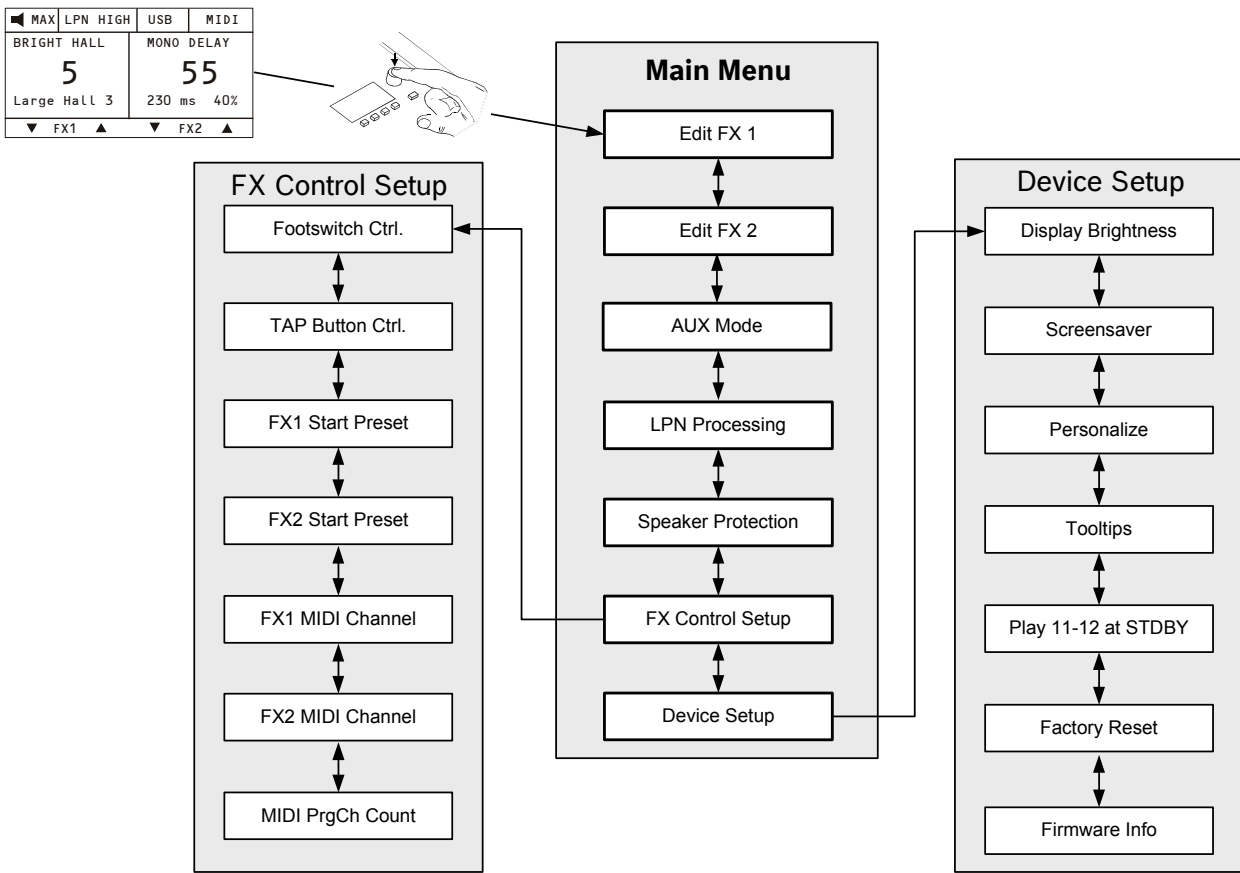 MAX LPN HIGH USB MIDI
BRIGHT HALL MONO DELAY
5 55
Large Hall 3 230 ms 40%
▼ FX1 ▲ ▼ FX2 ▲
Main Menu
Edit FX 1
Edit FX 2
AUX Mode
LPN Processing
Speaker Protection
FX Control Setup
Device Setup
FX Control Setup
Footswitch Ctrl.
TAP Button Ctrl.
FX1 Start Preset
FX2 Start Preset
FX1 MIDI Channel
FX2 MIDI Channel
MIDI PrgCh Count
Device Setup
Display Brightness
Screensaver
Personalize
Tooltips
Play 11-12 at STDBY
Factory Reset
Firmware Info